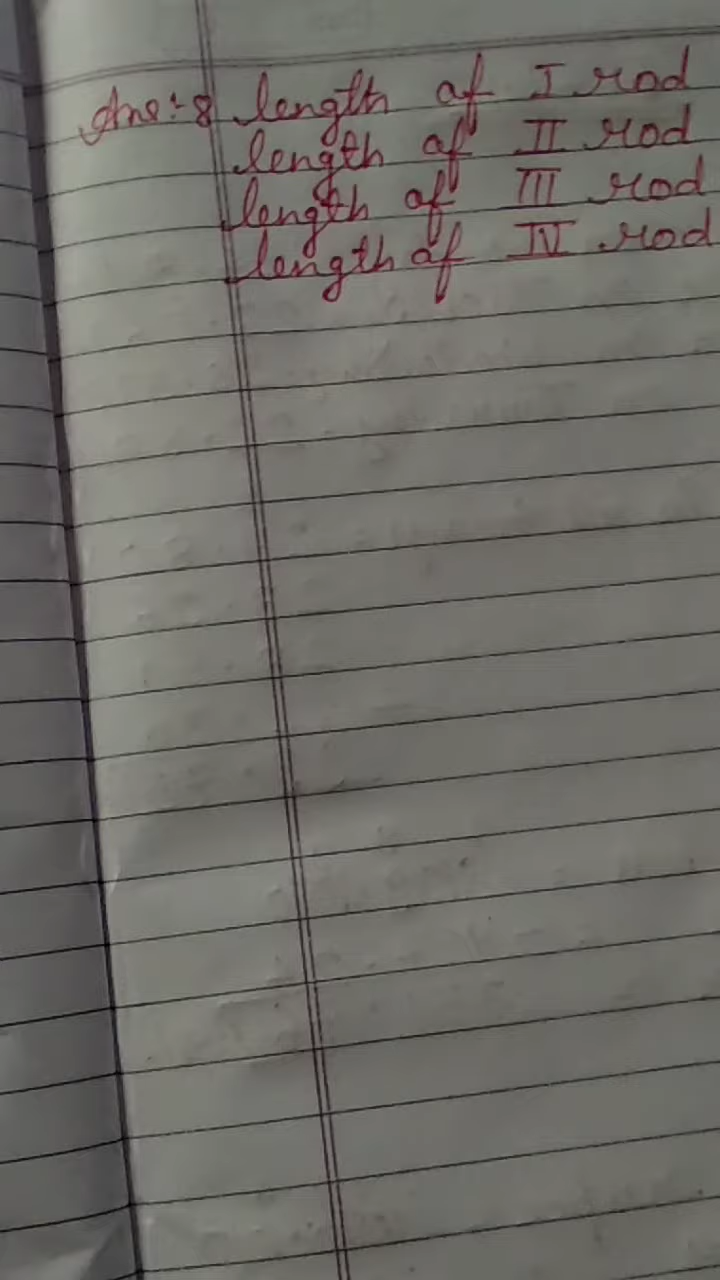 Ans:- 8 length of I rod
length of II rod
length of III rod
length of IV rod